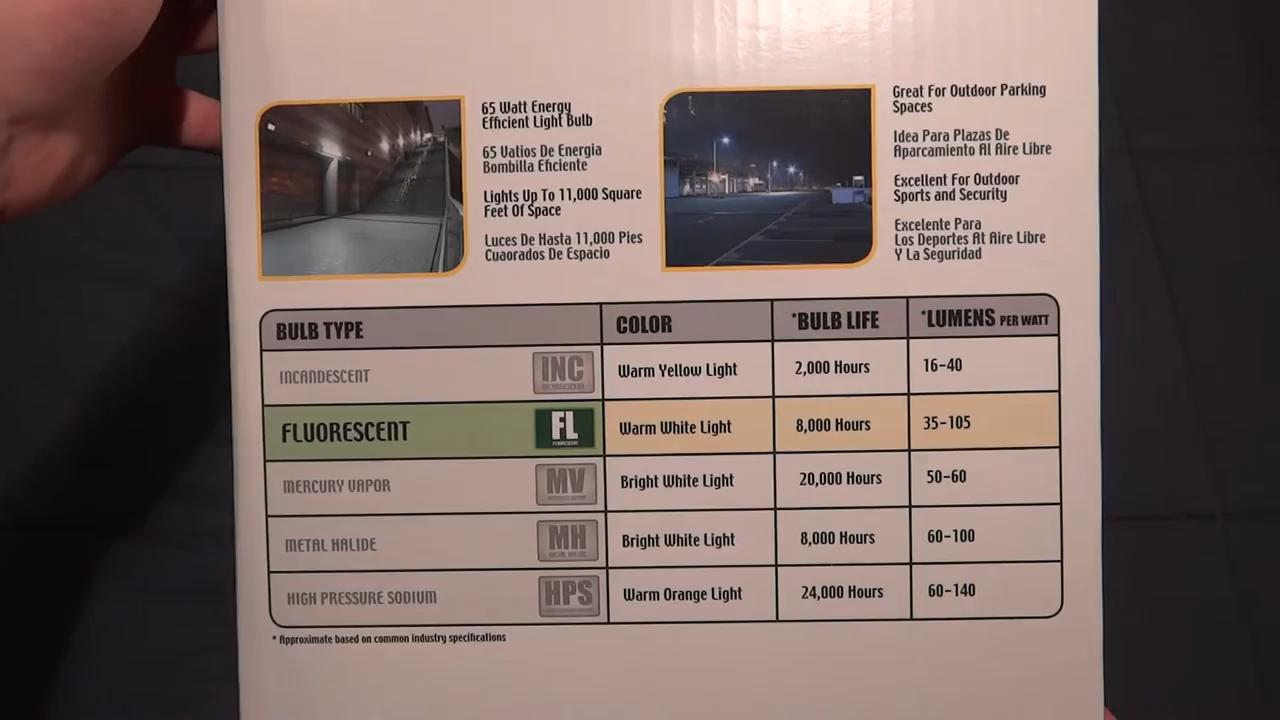 65 Watt Energy
Efficient Light Bulb
65 Vatios De Energia
Bombilla Eficiente
Lights Up To 11,000 Square
Feet Of Space
Luces De Hasta 11,000 Pies
Cuaorados De Espacio
Great For Outdoor Parking
Spaces
Idea Para Plazas De
Aparcamiento Al Aire Libre
Excellent For Outdoor
Sports and Security
Excelente Para
Los Deportes At Aire Libre
Y La Seguridad
BULB TYPE COLOR *BULB LIFE *LUMENS PER WATT
INCANDESCENT INC Warm Yellow Light 2,000 Hours 16-40
FLUORESCENT FL Warm White Light 8,000 Hours 35-105
MERCURY VAPOR MV Bright White Light 20,000 Hours 50-60
METAL HALIDE MH Bright White Light 8,000 Hours 60-100
HIGH PRESSURE SODIUM HPS Warm Orange Light 24,000 Hours 60-140
* Approximate based on common industry specifications